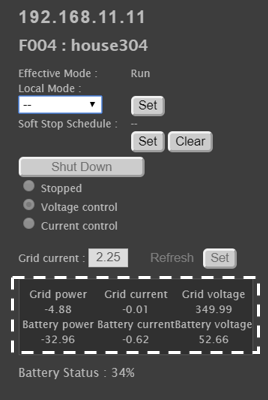 192.168.11.11
F004 : house304
Effective Mode : Run
Local Mode :
-- Set
Soft Stop Schedule : --
Set Clear
Shut Down
Stopped
Voltage control
Current control
Grid current : 2.25 Refresh Set
Grid power Grid current Grid voltage
-4.88 -0.01 349.99
Battery power Battery current Battery voltage
-32.96 -0.62 52.66
Battery Status : 34%